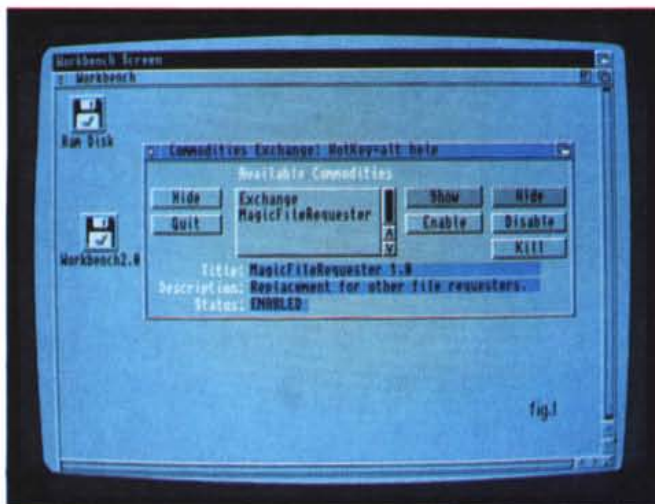 Workbench Screen
Workbench
Ram Disk
Commodities Exchange: HotKey=alt help
Available Commodities
Hide
Exchange
Show
Hide
Quit
MagicFileRequester
Enable
Disable
Kill
Workbench2.0
Title: MagicFileRequester 1.0
Description: Replacement for other file requesters.
Status: ENABLED
fig.1